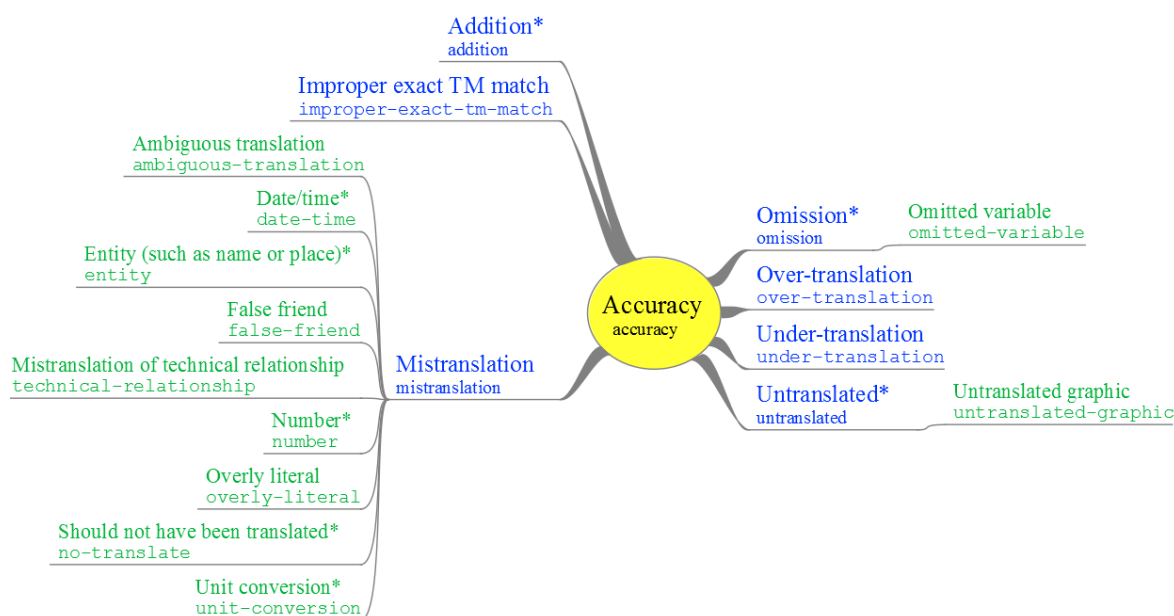 Addition*
addition
Improper exact TM match
improper-exact-tm-match
Ambiguous translation
ambiguous-translation
Date/time*
date-time
Entity (such as name or place)*
entity
False friend
false-friend
Mistranslation of technical relationship
technical-relationship
Number*
number
Overly literal
overly-literal
Should not have been translated*
no-translate
Unit conversion*
unit-conversion
Mistranslation
mistranslation
Accuracy
accuracy
Omission*
omission
Omitted variable
omitted-variable
Over-translation
over-translation
Under-translation
under-translation
Untranslated*
untranslated
Untranslated graphic
untranslated-graphic